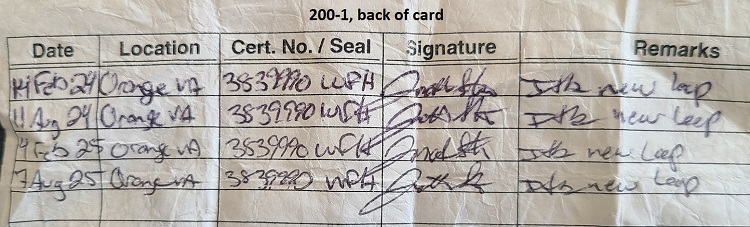 200-1, back of card
Date Location Cert. No. / Seal Signature Remarks
14 Feb 24 Orange VA 3839990 WPH I&R new loop
11 Aug 24 Orange VA 3839990 WPH I&R new loop
14 Feb 25 Orange VA 3839990 WPH I&R new loop
7 Aug 25 Orange VA 3839990 WPH I&R new loop